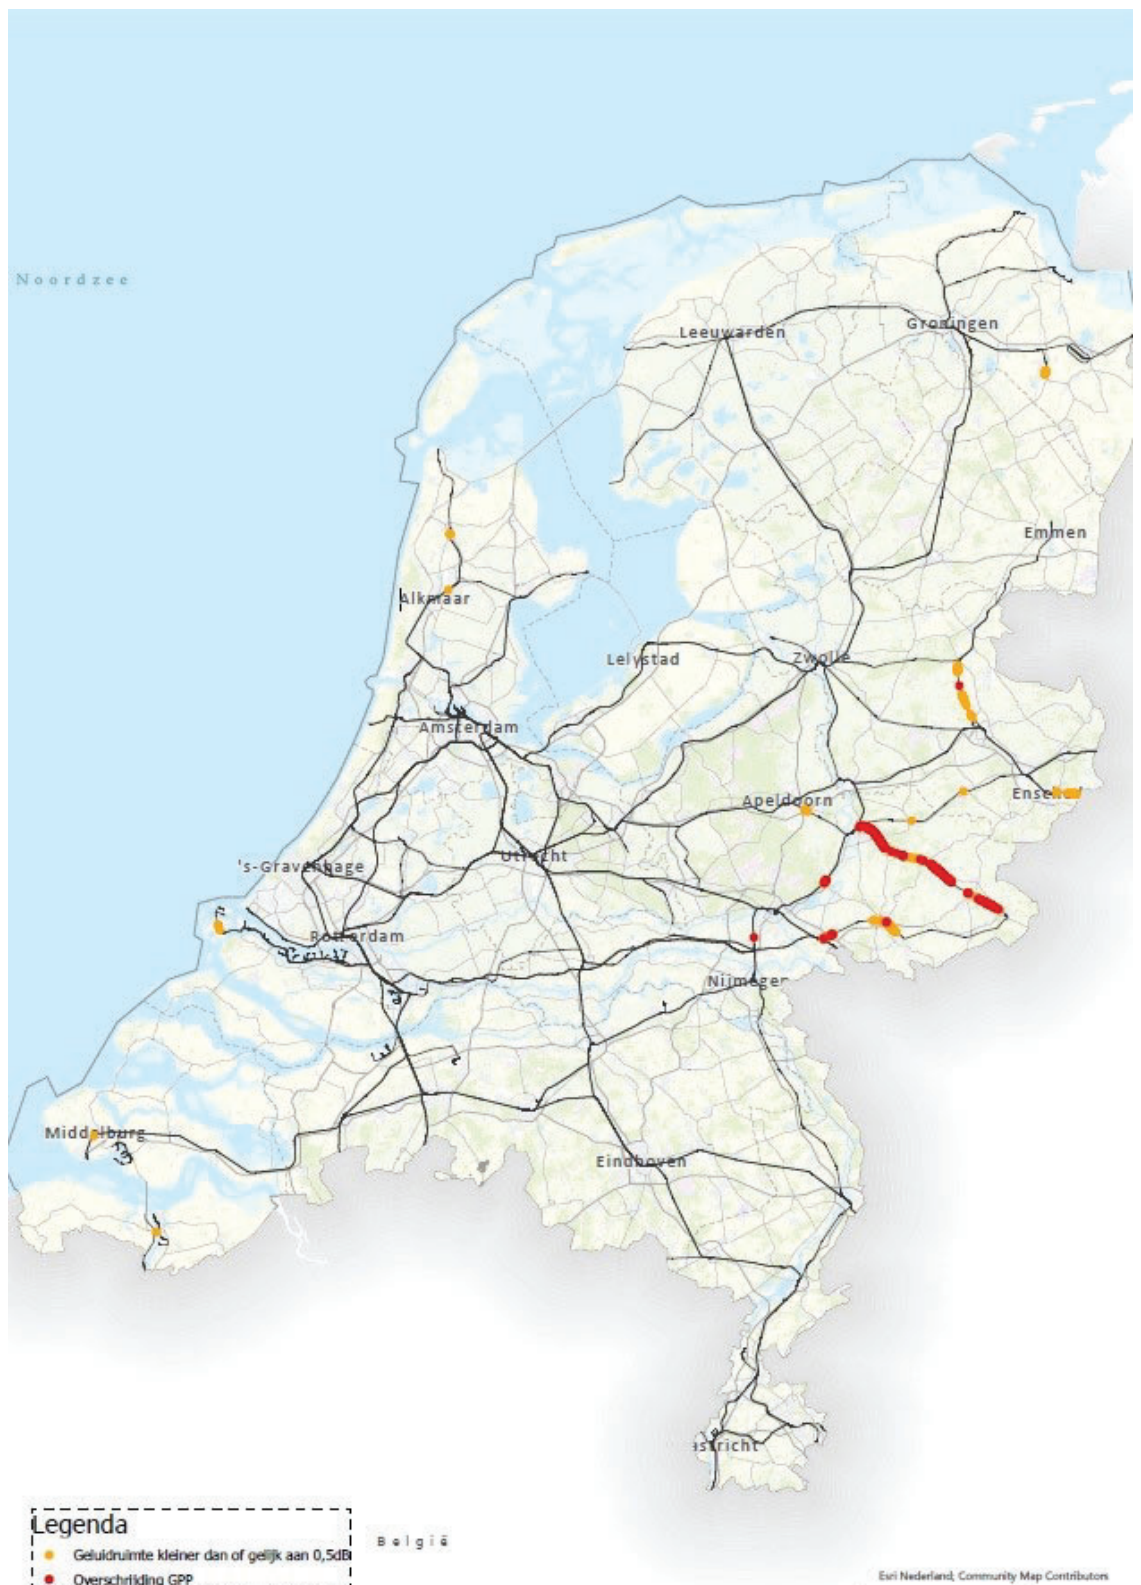 Noordzee
Leeuwarden
Groningen
Emmen
Alkmaar
Lelystad
Zwolle
Amsterdam
Apeldoorn
Utrecht
's-Gravenhage
Rotterdam
Nijmegen
Middelburg
Eindhoven
astricht
Legenda
Geluidruimte kleiner dan of gelijk aan 0,5dB
België
Overschrijding GPP
Esri Nederland; Community Map Contributors